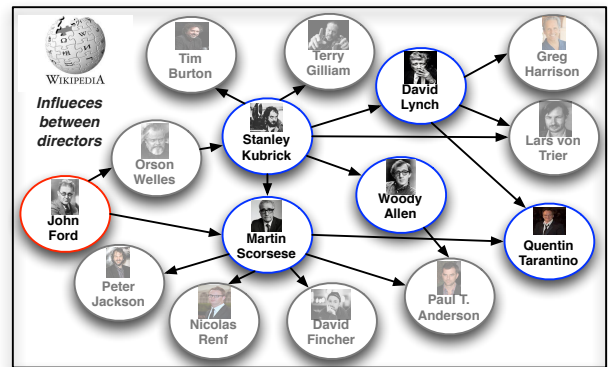 WIKIPEDIA
Influeces
between
directors
Tim
Burton
Terry
Gilliam
David
Lynch
Greg
Harrison
Orson
Welles
Stanley
Kubrick
Lars von
Trier
John
Ford
Martin
Scorsese
Woody
Allen
Quentin
Tarantino
Peter
Jackson
Nicolas
Renf
David
Fincher
Paul T.
Anderson